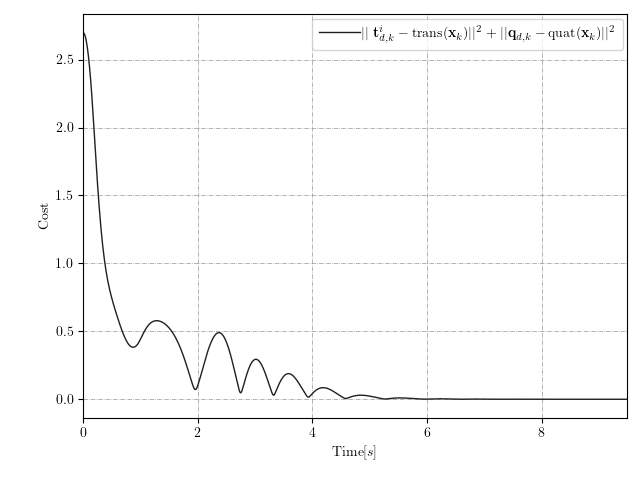 || t^i_{d,k} − trans(x_k)||^2 + ||q_{d,k} − quat(x_k)||^2
2.5
2.0
1.5
1.0
0.5
0.0
Cost
0 2 4 6 8
Time[s]